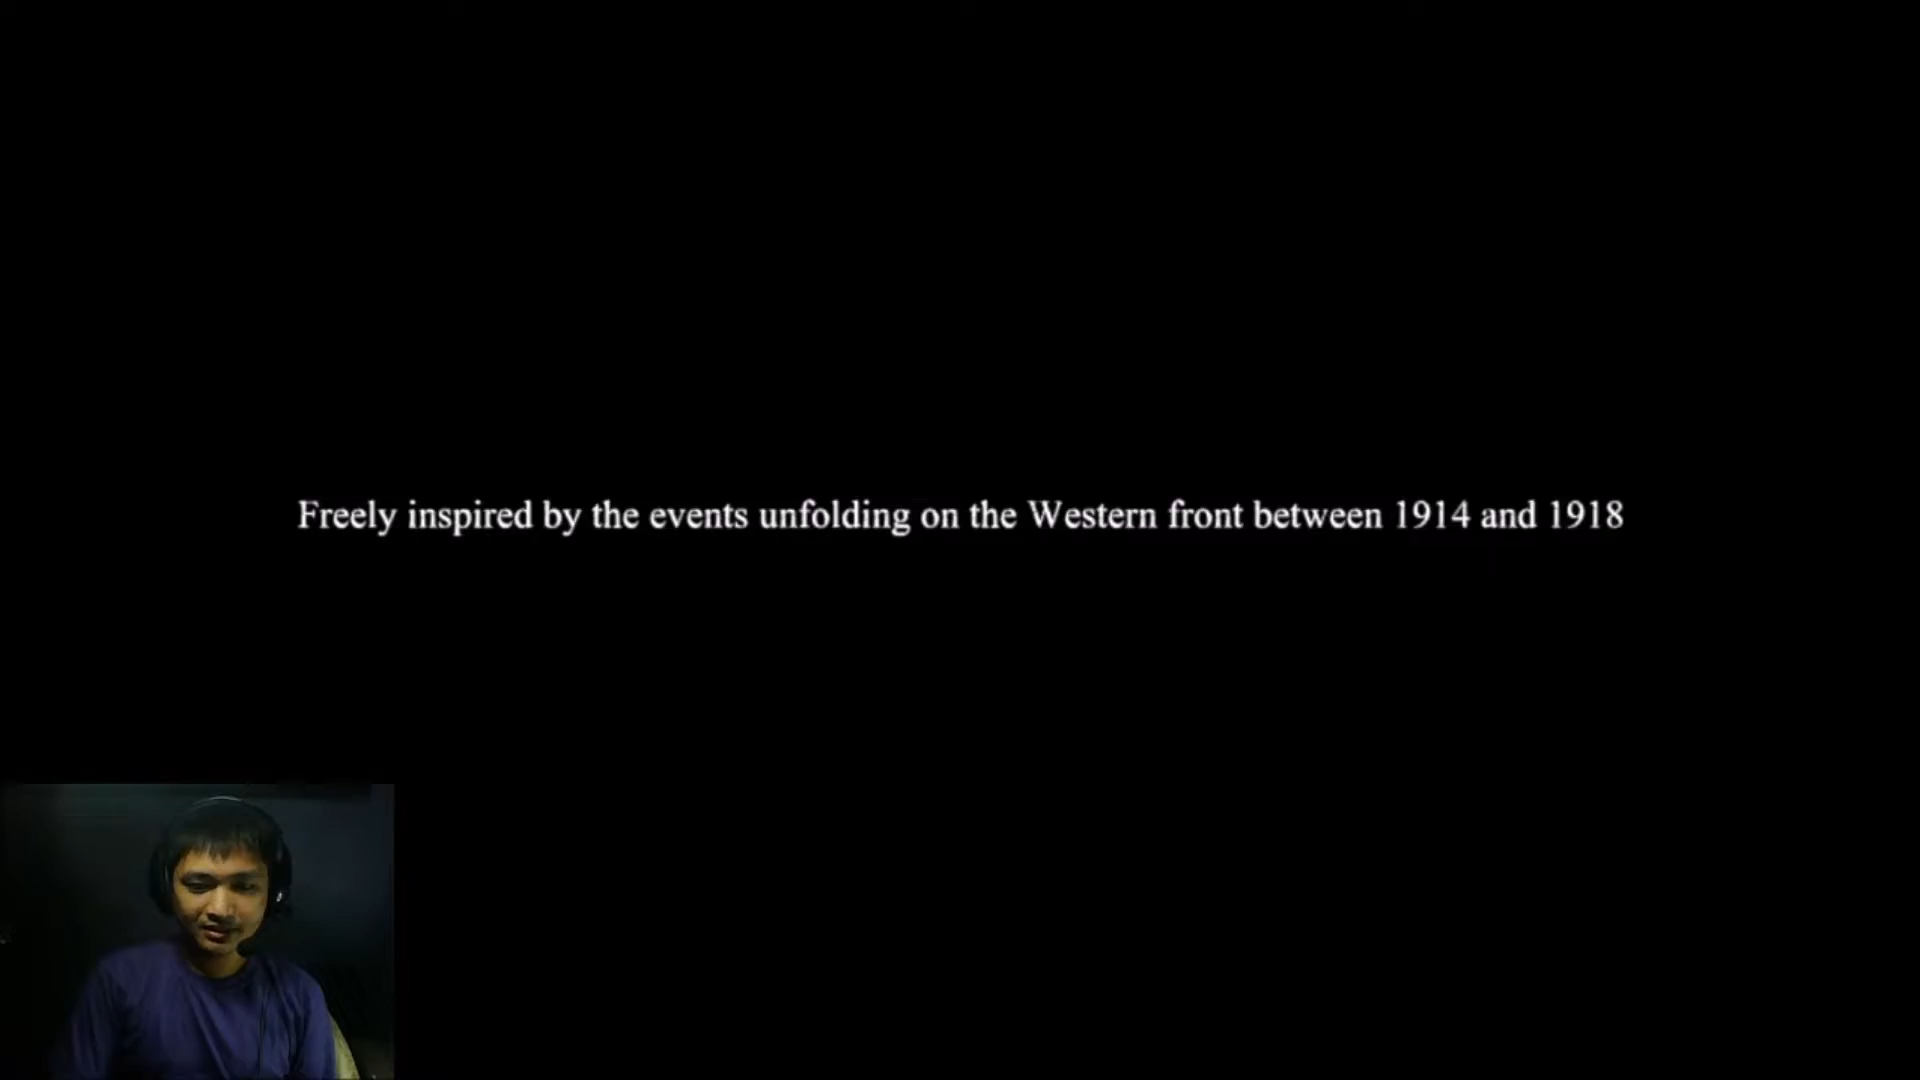 Freely inspired by the events unfolding on the Western front between 1914 and 1918